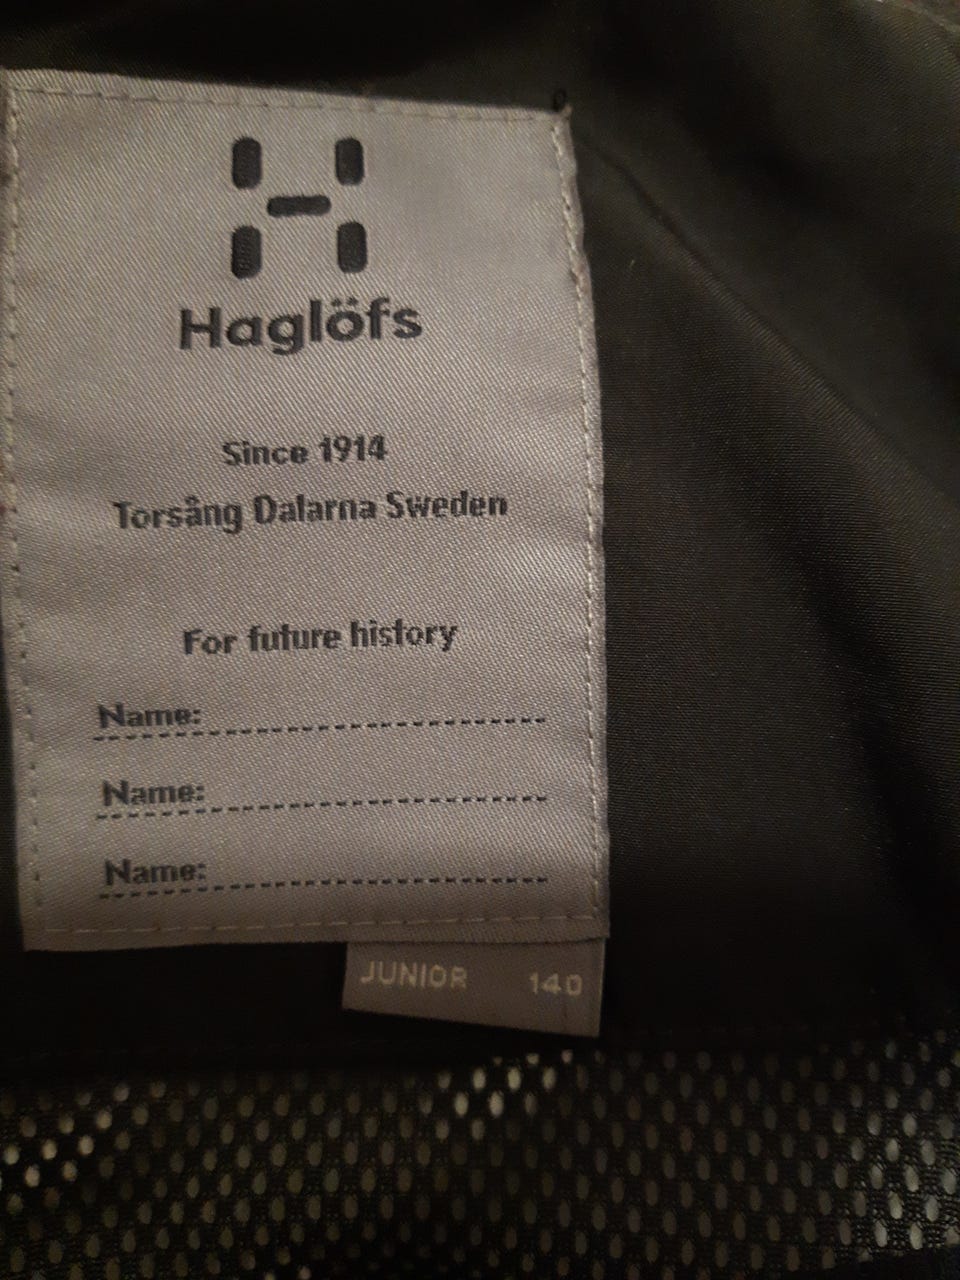 Haglöfs
Since 1914
Torsång Dalarna Sweden
For future history
Name:
Name:
Name:
JUNIOR 140